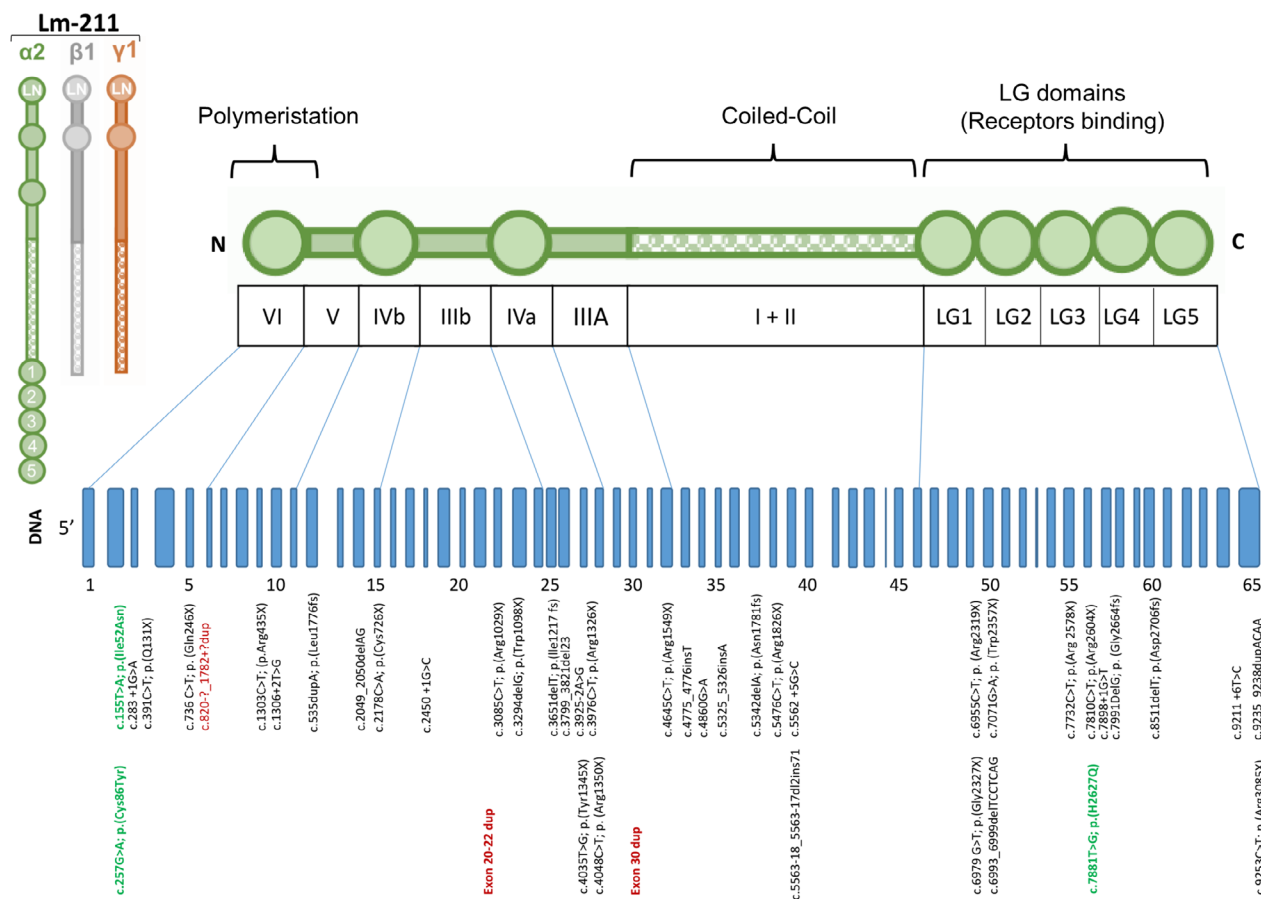 Lm-211
α2 β1 γ1
LN LN LN
1
2
3
4
5
Polymeristation
Coiled-Coil
LG domains
(Receptors binding)
N
C
VI V IVb IIIb IVa IIIA I + II LG1 LG2 LG3 LG4 LG5
DNA
5’
1 5 10 15 20 25 30 35 40 45 50 55 60 65
c.155T>A; p.(Ile52Asn)
c.283 +1G>A
c.391C>T; p.(Q131X)
c.736 C>T; p. (Gln246X)
c.820-?_1782+?dup
c.1303C>T; (p.Arg435X)
c.1306+2T>G
c.535dupA; p.(Leu1776fs)
c.2049_2050delAG
c.2178C>A; p.(Cys726X)
c.2450 +1G>C
c.3085C>T; p.(Arg1029X)
c.3294delG; p.(Trp1098X)
c.3651delT; p.(Ile1217 fs)
c.3799_3821del23
c.3925-2A>G
c.3976C>T; p.(Arg1326X)
c.4645C>T; p.(Arg1549X)
c.4775_4776insT
c.4860G>A
c.5325_5326insA
c.5342delA; p.(Asn1781fs)
c.5476C>T; p.(Arg1826X)
c.5562 +5G>C
c.6955C>T; p. (Arg2319X)
c.7071G>A; p. (Trp2357X)
c.7732C>T; p.(Arg 2578X)
c.7810C>T; p.(Arg2604X)
c.7898+1G>T
c.7991DelG; p. (Gly2664fs)
c.8511delT; p.(Asp2706fs)
c.9211 +6T>C
c.9235_9238dupACAA
c.257G>A; p.(Cys86Tyr)
Exon 20-22 dup
c.4035T>G; p.(Tyr1345X)
c.4048C>T; p. (Arg1350X)
Exon 30 dup
c.5563-18_5563-17dl2ins71
c.6979 G>T; p.(Gly2327X)
c.6993_6999delTCCTCAG
c.7881T>G; p.(H2627Q)
c.9253C>T; p.(Arg3085X)